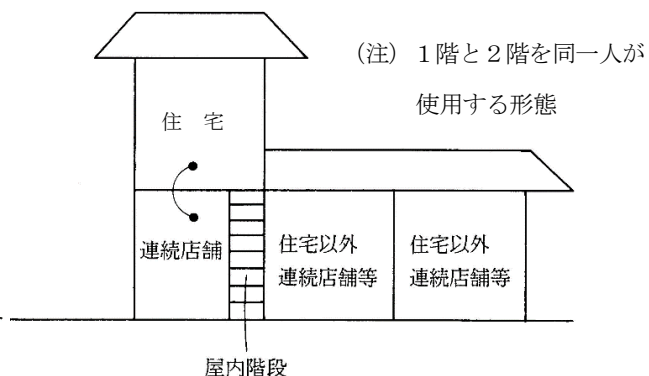 (注) 1階と2階を同一人が
使用する形態
住 宅
連続店舗
住宅以外
連続店舗等
住宅以外
連続店舗等
屋内階段